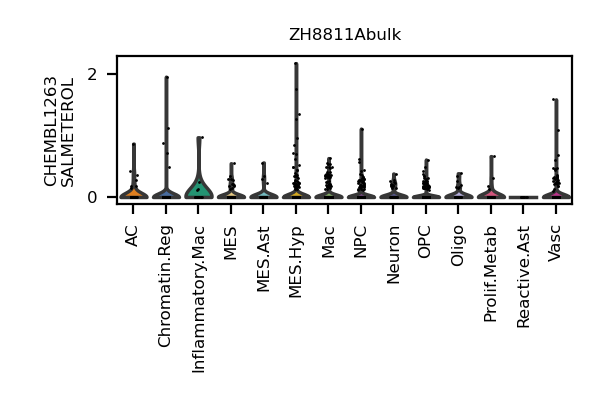 ZH8811Abulk
CHEMBL1263
SALMETEROL
2
0
AC
Chromatin.Reg
Inflammatory.Mac
MES
MES.Ast
MES.Hyp
Mac
NPC
Neuron
OPC
Oligo
Prolif.Metab
Reactive.Ast
Vasc